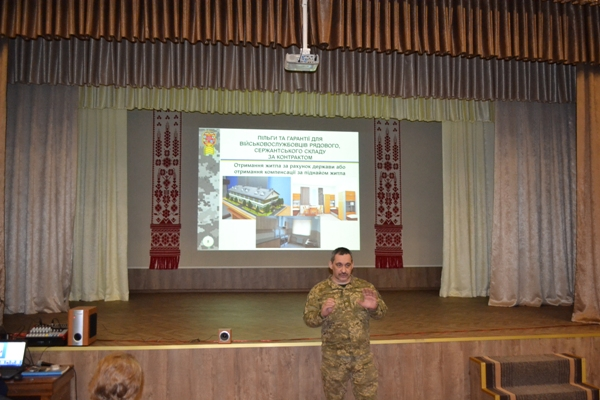 ПІЛЬГИ ТА ГАРАНТІЇ ДЛЯ
ВІЙСЬКОВОСЛУЖБОВЦІВ РЯДОВОГО,
СЕРЖАНТСЬКОГО СКЛАДУ
ЗА КОНТРАКТОМ
Отримання житла за рахунок держави або
отримання компенсації за піднайом житла